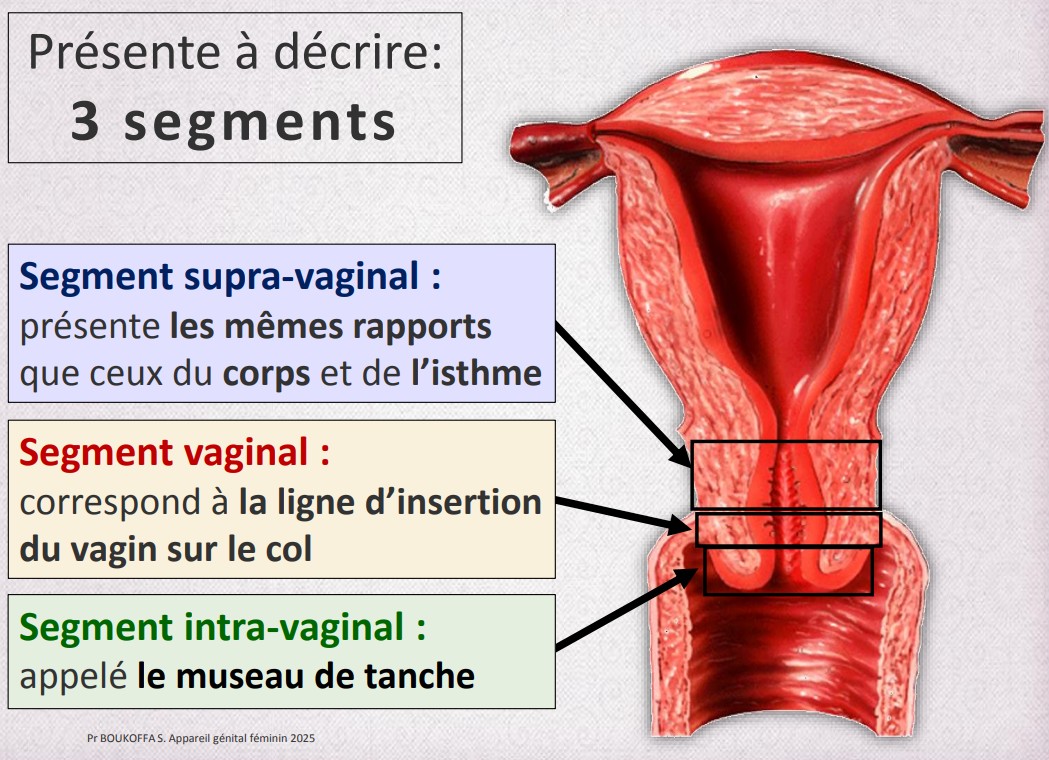 Présente à décrire:
3 segments
Segment supra-vaginal :
présente les mêmes rapports
que ceux du corps et de l’isthme
Segment vaginal :
correspond à la ligne d’insertion
du vagin sur le col
Segment intra-vaginal :
appelé le museau de tanche
Pr BOUKOFFA S. Appareil génital féminin 2025